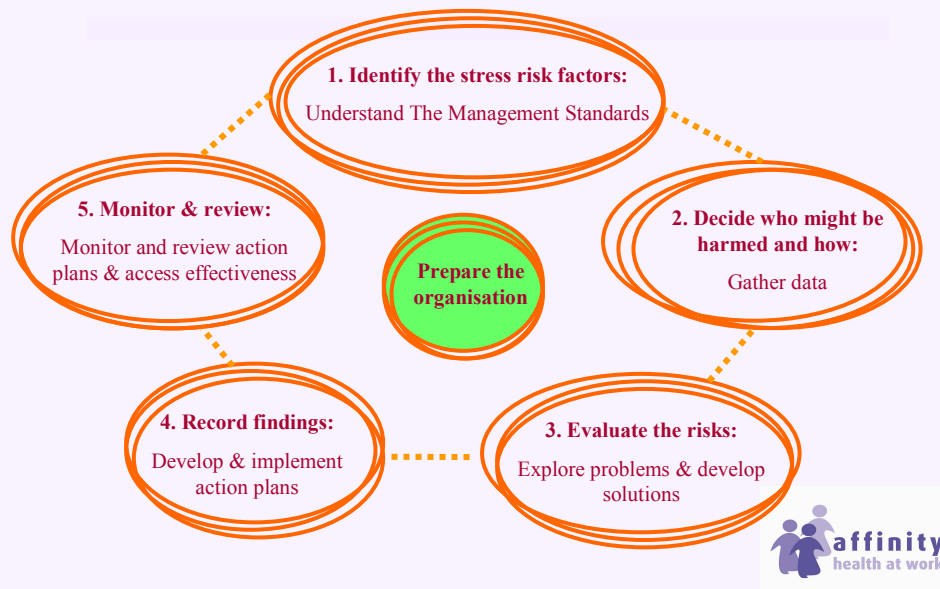 1. Identify the stress risk factors:
Understand The Management Standards
2. Decide who might be
harmed and how:
Gather data
3. Evaluate the risks:
Explore problems & develop
solutions
4. Record findings:
Develop & implement
action plans
5. Monitor & review:
Monitor and review action
plans & access effectiveness
Prepare the
organisation
affinity
health at work